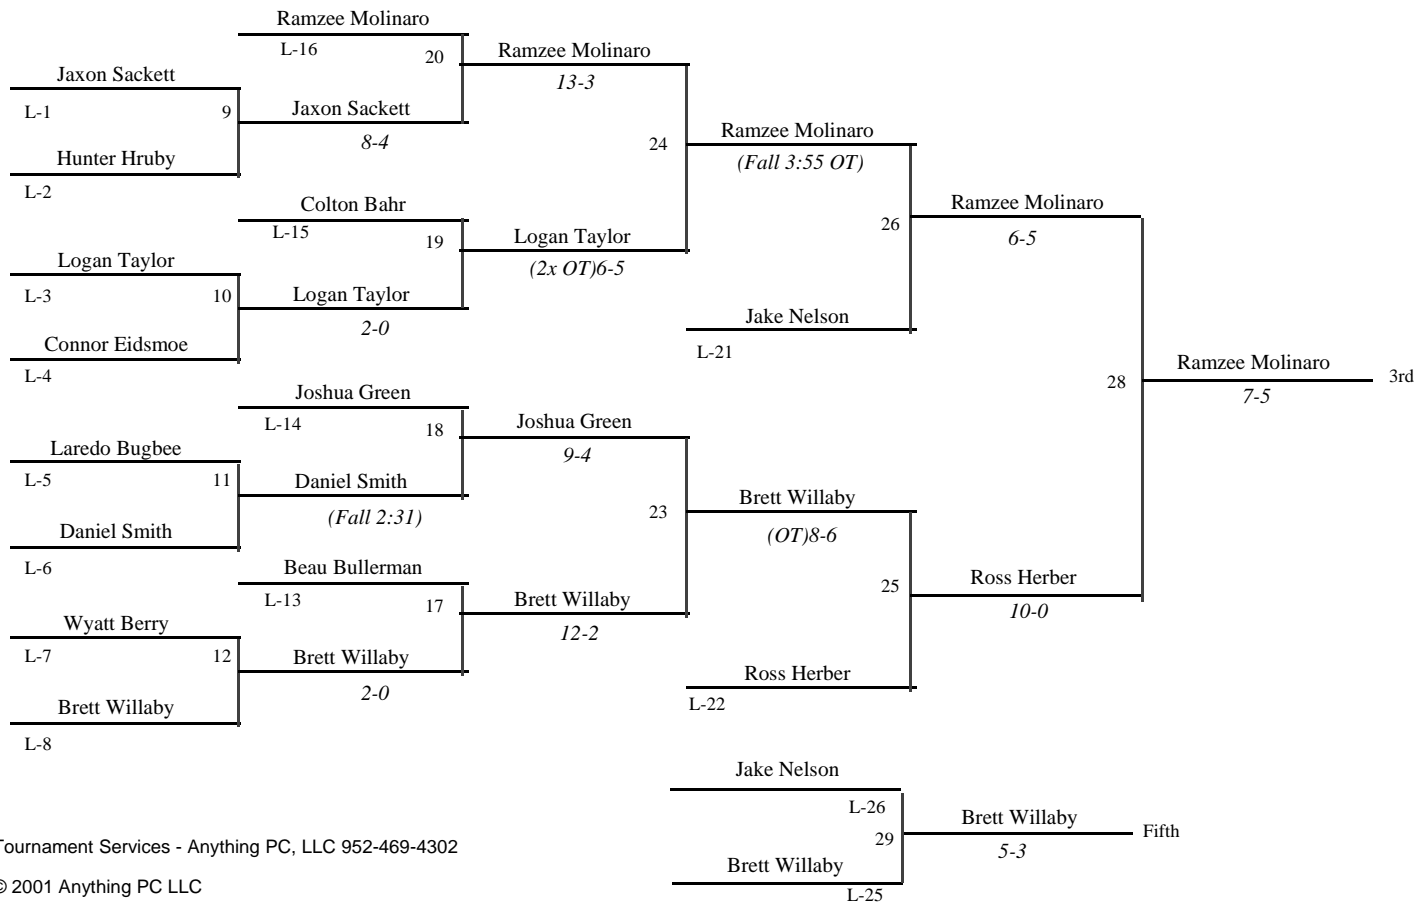 Ramzee Molinaro
L-16
20
Ramzee Molinaro
13-3
Jaxon Sackett
L-1
9
Jaxon Sackett
8-4
Hunter Hruby
L-2
24
Ramzee Molinaro
(Fall 3:55 OT)
Colton Bahr
L-15
19
Logan Taylor
(2x OT)6-5
Logan Taylor
L-3
10
Logan Taylor
2-0
Connor Eidsmoe
L-4
26
Ramzee Molinaro
6-5
Jake Nelson
L-21
28
Ramzee Molinaro
7-5
3rd
Joshua Green
L-14
18
Joshua Green
9-4
Laredo Bugbee
L-5
11
Daniel Smith
(Fall 2:31)
Daniel Smith
L-6
23
Brett Willaby
(OT)8-6
Beau Bullerman
L-13
17
Brett Willaby
12-2
Wyatt Berry
L-7
12
Brett Willaby
2-0
Brett Willaby
L-8
25
Ross Herber
10-0
Ross Herber
L-22
Jake Nelson
L-26
29
Brett Willaby
5-3
Fifth
Brett Willaby
L-25
Tournament Services - Anything PC, LLC 952-469-4302
© 2001 Anything PC LLC